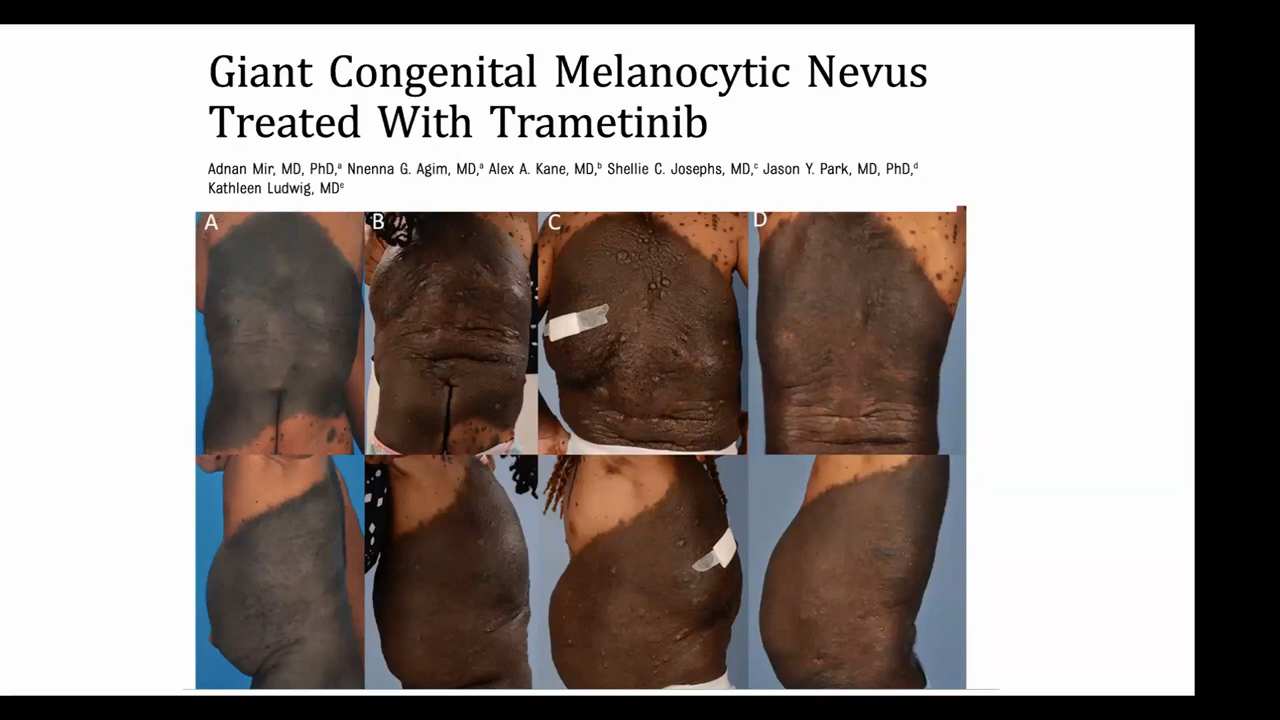 Giant Congenital Melanocytic Nevus
Treated With Trametinib
Adnan Mir, MD, PhD,ᵃ Nnenna G. Agim, MD,ᵃ Alex A. Kane, MD,ᵇ Shellie C. Josephs, MD,ᶜ Jason Y. Park, MD, PhD,ᵈ
Kathleen Ludwig, MDᵉ
A B C D